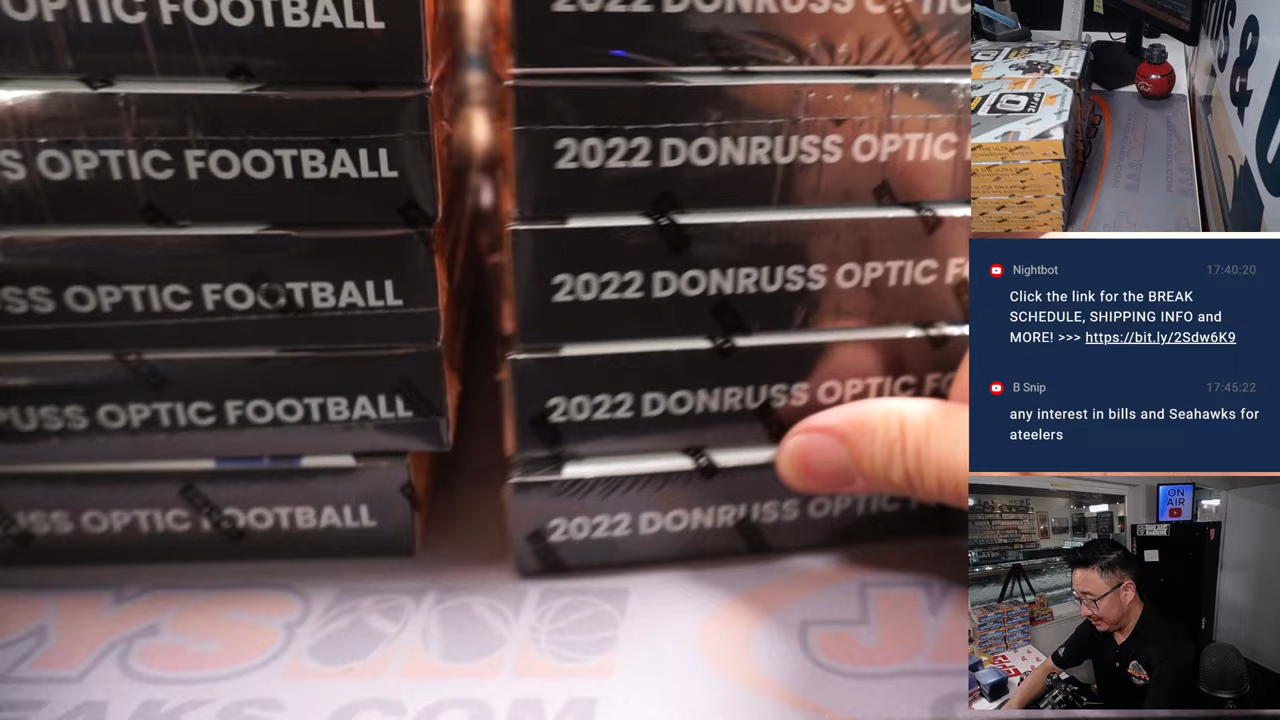 OPTIC FOOTBALL
2022 DONRUSS OPTIC
S OPTIC FOOTBALL
2022 DONRUSS OPTIC
SS OPTIC FOOTBALL
2022 DONRUSS OPTIC F
RUSS OPTIC FOOTBALL
2022 DONRUSS OPTIC FO
USS OPTIC FOOTBALL
2022 DONRUSS OPTIC
Nightbot 17:40:20
Click the link for the BREAK
SCHEDULE, SHIPPING INFO and
MORE! >>> https://bit.ly/2Sdw6K9
B Snip 17:45:22
any interest in bills and Seahawks for
ateelers
ON
AIR